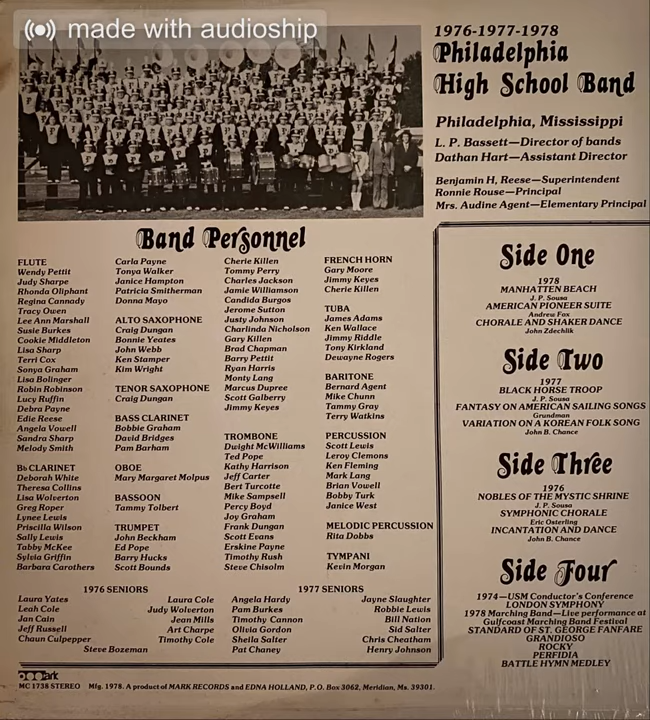 made with audioship
1976-1977-1978
Philadelphia
High School Band
Philadelphia, Mississippi
L. P. Bassett—Director of bands
Dathan Hart—Assistant Director
Benjamin H, Reese—Superintendent
Ronnie Rouse—Principal
Mrs. Audine Agent—Elementary Principal
Band Personnel
FLUTE
Wendy Pettit
Judy Sharpe
Rhonda Oliphant
Regina Cannady
Tracy Owen
Lee Ann Marshall
Susie Burkes
Cookie Middleton
Lisa Sharp
Terri Cox
Sonya Graham
Lisa Bolinger
Robin Robinson
Lucy Ruffin
Debra Payne
Edie Reese
Angela Vowell
Sandra Sharp
Melody Smith
Bb CLARINET
Deborah White
Theresa Collins
Lisa Wolverton
Greg Roper
Lynee Lewis
Priscilla Wilson
Sally Lewis
Tabby McKee
Sylvia Griffin
Barbara Carothers
Carla Payne
Tonya Walker
Janice Hampton
Patricia Smitherman
Donna Mayo
ALTO SAXOPHONE
Craig Dungan
Bonnie Yeates
John Webb
Ken Stamper
Kim Wright
TENOR SAXOPHONE
Craig Dungan
BASS CLARINET
Bobbie Graham
David Bridges
Pam Barham
OBOE
Mary Margaret Molpus
BASSOON
Tammy Tolbert
TRUMPET
John Beckham
Ed Pope
Barry Hucks
Scott Bounds
Cherie Killen
Tommy Perry
Charles Jackson
Jamie Williamson
Candida Burgos
Jerome Sutton
Justy Johnson
Charlinda Nicholson
Gary Killen
Brad Chapman
Barry Pettit
Ryan Harris
Monty Lang
Marcus Dupree
Scott Galberry
Jimmy Keyes
TROMBONE
Dwight McWilliams
Ted Pope
Kathy Harrison
Jeff Carter
Bert Turcotte
Mike Sampsell
Percy Boyd
Joy Graham
Frank Dungan
Scott Evans
Erskine Payne
Timothy Rush
Steve Chisolm
FRENCH HORN
Gary Moore
Jimmy Keyes
Cherie Killen
TUBA
James Adams
Ken Wallace
Jimmy Riddle
Tony Kirkland
Dewayne Rogers
BARITONE
Bernard Agent
Mike Chunn
Tammy Gray
Terry Watkins
PERCUSSION
Scott Lewis
Leroy Clemons
Ken Fleming
Mark Lang
Brian Vowell
Bobby Turk
Janice West
MELODIC PERCUSSION
Rita Dobbs
TYMPANI
Kevin Morgan
1976 SENIORS
Laura Yates Laura Cole
Leah Cole Judy Wolverton
Jan Cain Jean Mills
Jeff Russell Art Charpe
Chaun Culpepper Timothy Cole
Steve Bozeman
1977 SENIORS
Angela Hardy Jayne Slaughter
Pam Burkes Robbie Lewis
Timothy Cannon Bill Nation
Olivia Gordon Sid Salter
Sheila Salter Chris Cheatham
Pat Chaney Henry Johnson
Side One
1978
MANHATTEN BEACH
J. P. Sousa
AMERICAN PIONEER SUITE
Andrew Fox
CHORALE AND SHAKER DANCE
John Zdechlik
Side Two
1977
BLACK HORSE TROOP
J. P. Sousa
FANTASY ON AMERICAN SAILING SONGS
Grundman
VARIATION ON A KOREAN FOLK SONG
John B. Chance
Side Three
1976
NOBLES OF THE MYSTIC SHRINE
J. P. Sousa
SYMPHONIC CHORALE
Eric Osterling
INCANTATION AND DANCE
John B. Chance
Side Four
1974—USM Conductor's Conference
LONDON SYMPHONY
1978 Marching Band—Live performance at
Gulfcoast Marching Band Festival
STANDARD OF ST. GEORGE FANFARE
GRANDIOSO
ROCKY
PERFIDIA
BATTLE HYMN MEDLEY
Mark
MC 1738 STEREO Mfg. 1978. A product of MARK RECORDS and EDNA HOLLAND, P.O. Box 3062, Meridien, Ms. 39301.